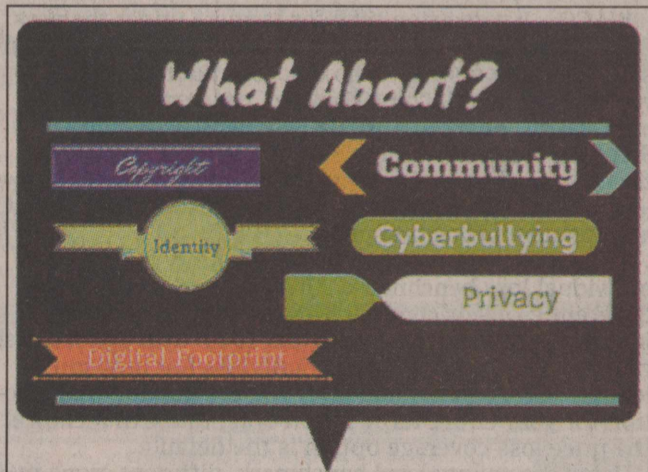 What About?
Copyright
Community
Identity
Cyberbullying
Privacy
Digital Footprint